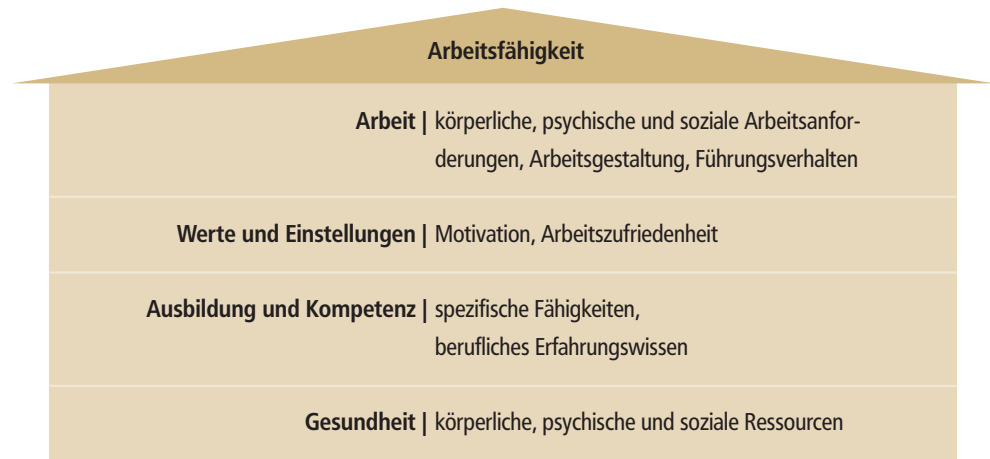 Arbeitsfähigkeit
Arbeit | körperliche, psychische und soziale Arbeitsanfor-
derungen, Arbeitsgestaltung, Führungsverhalten
Werte und Einstellungen | Motivation, Arbeitszufriedenheit
Ausbildung und Kompetenz | spezifische Fähigkeiten,
berufliches Erfahrungswissen
Gesundheit | körperliche, psychische und soziale Ressourcen